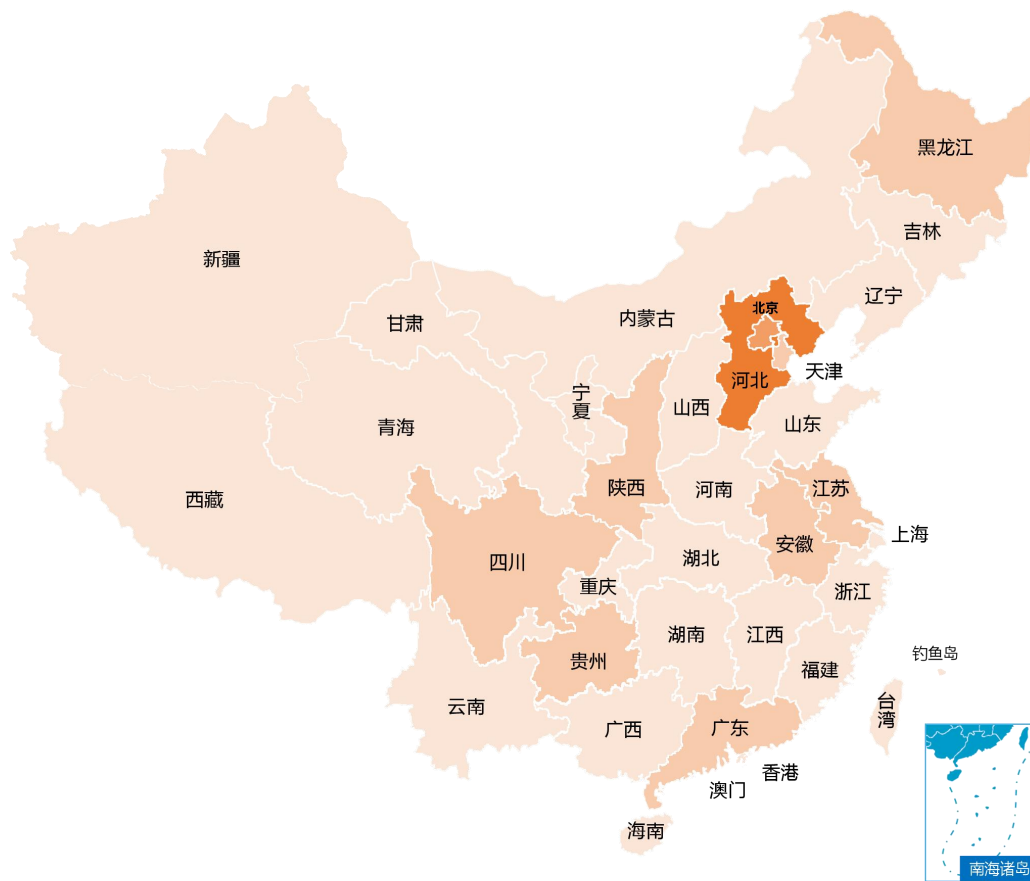 黑龙江
吉林
新疆
辽宁
北京
内蒙古
甘肃
天津
河北
宁夏
山西
山东
青海
陕西
河南
江苏
西藏
上海
安徽
四川
湖北
重庆
浙江
湖南
江西
钓鱼岛
贵州
福建
云南
台湾
广西
广东
香港
澳门
海南
南海诸岛